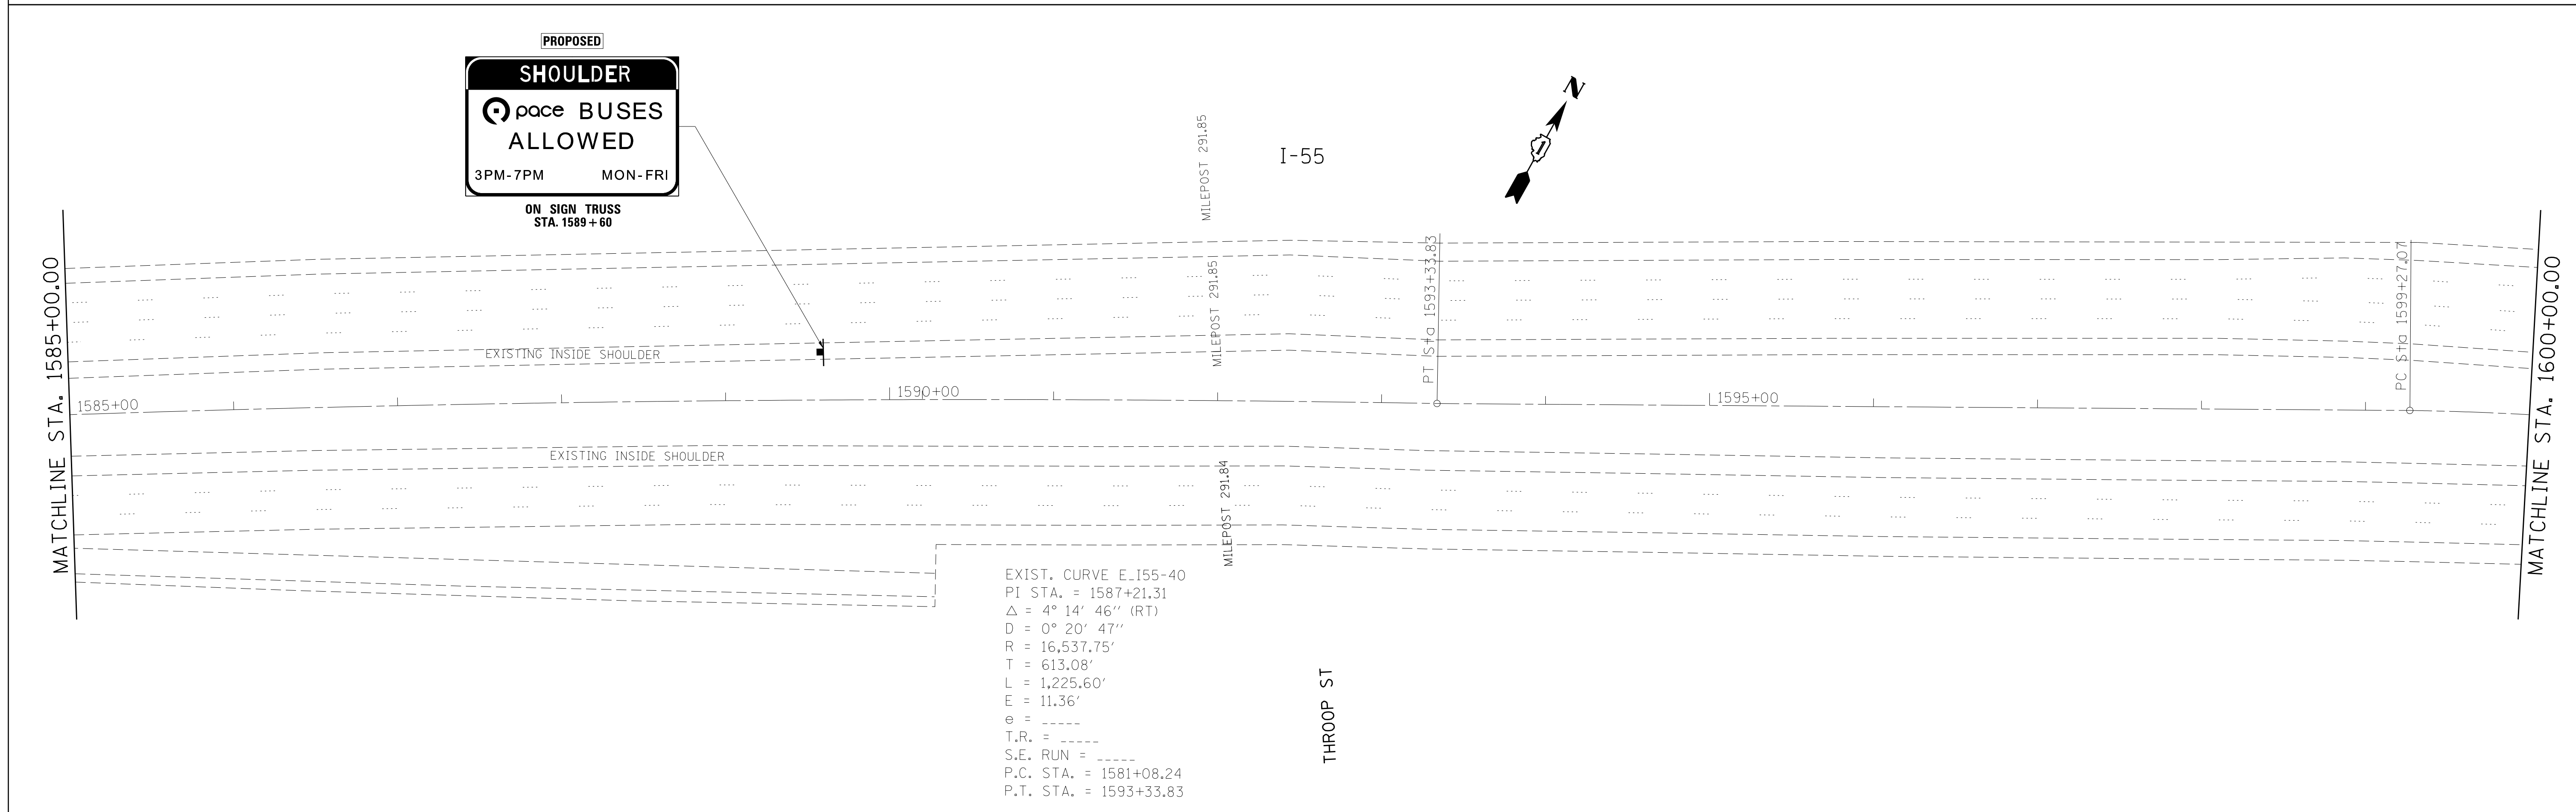 PROPOSED
SHOULDER
pace BUSES
ALLOWED
3PM-7PM MON-FRI
ON SIGN TRUSS
STA. 1589+60
MILEPOST 291.85
I-55
N
MATCHLINE STA. 1585+00.00
MILEPOST 291.85
PT Sta 1593+33.83
PC Sta 1599+27.07
MATCHLINE STA. 1600+00.00
EXISTING INSIDE SHOULDER
1585+00
1590+00
1595+00
EXISTING INSIDE SHOULDER
MILEPOST 291.84
EXIST. CURVE E_I55-40
PI STA. = 1587+21.31
△ = 4° 14' 46'' (RT)
D = 0° 20' 47''
R = 16,537.75'
T = 613.08'
L = 1,225.60'
E = 11.36'
e = _____
T.R. = _____
S.E. RUN = _____
P.C. STA. = 1581+08.24
P.T. STA. = 1593+33.83
THROOP ST